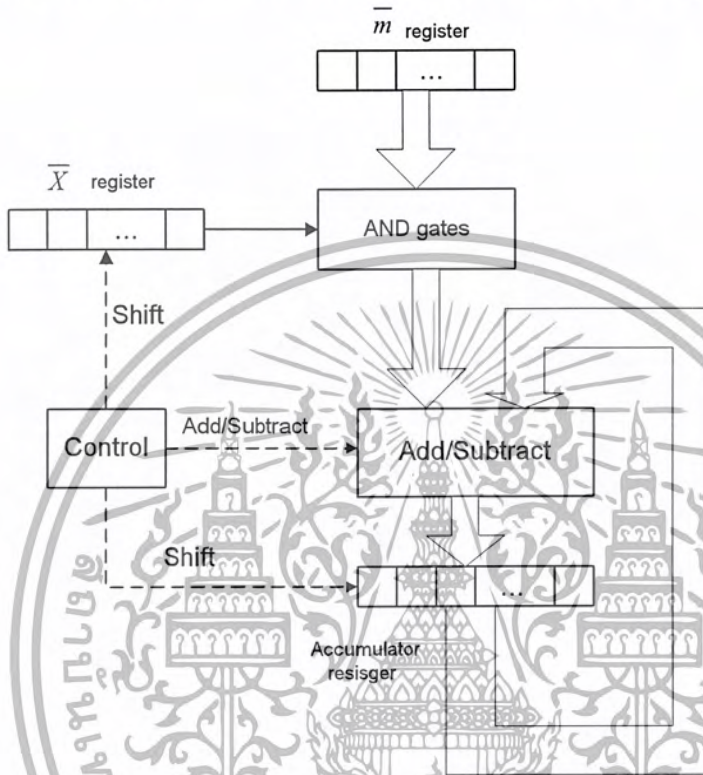 m register
...
X register
...
AND gates
Shift
Control
Add/Subtract
Add/Subtract
Shift
...
Accumulator
resisger